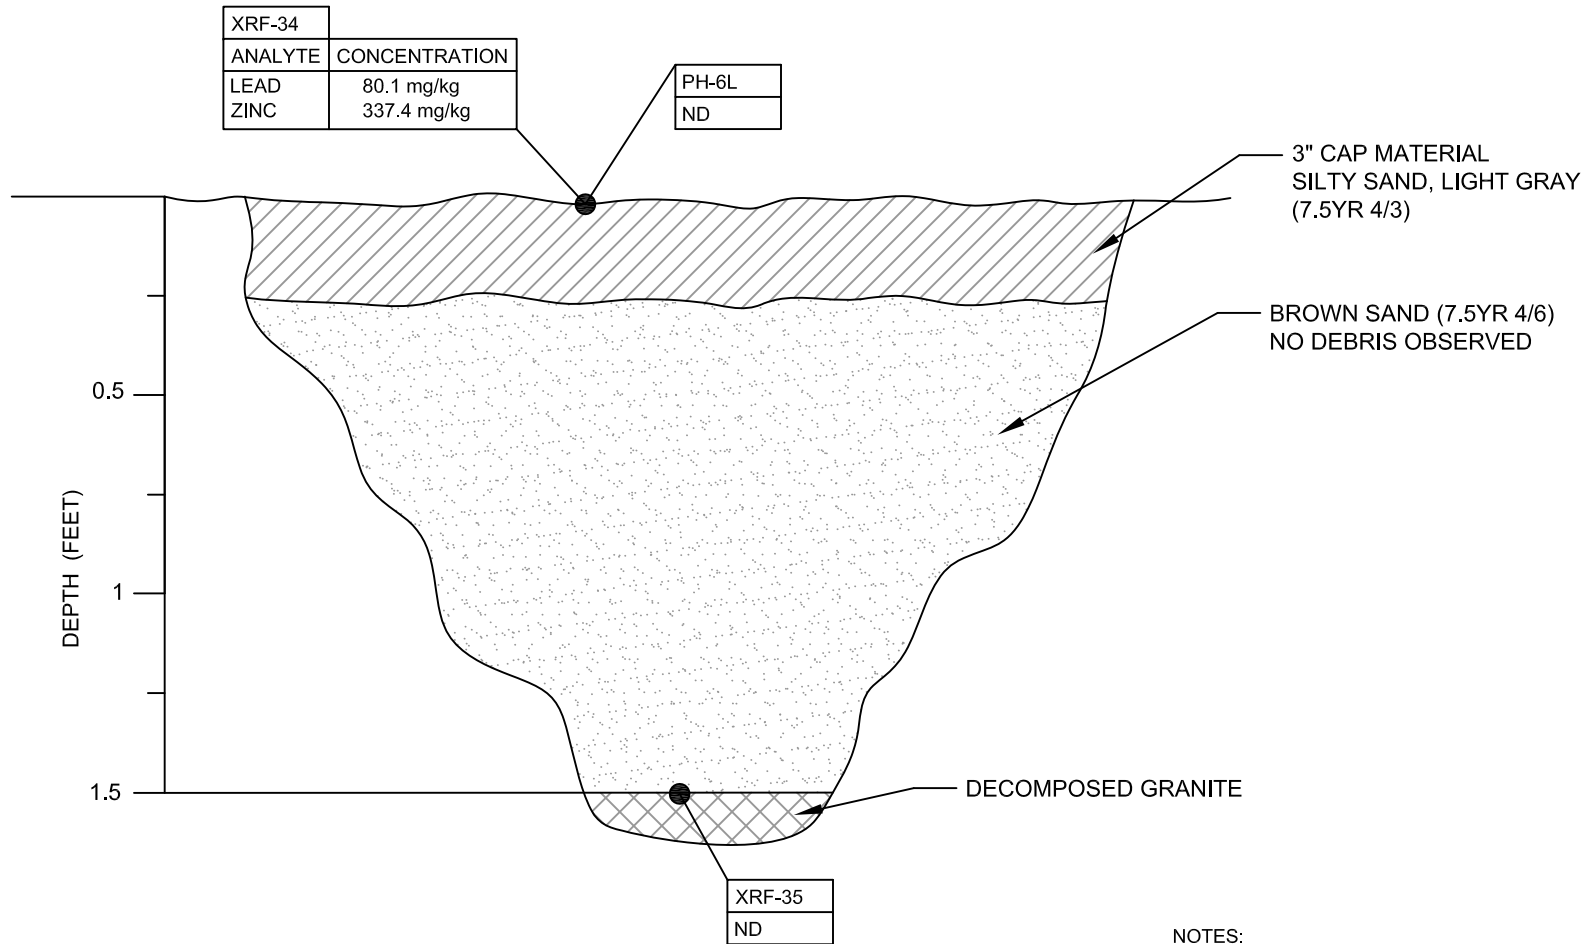 XRF-34
ANALYTE CONCENTRATION
LEAD 80.1 mg/kg
ZINC 337.4 mg/kg
PH-6L
ND
3" CAP MATERIAL
SILTY SAND, LIGHT GRAY
(7.5YR 4/3)
BROWN SAND (7.5YR 4/6)
NO DEBRIS OBSERVED
0.5
1
1.5
DEPTH (FEET)
DECOMPOSED GRANITE
XRF-35
ND
NOTES: